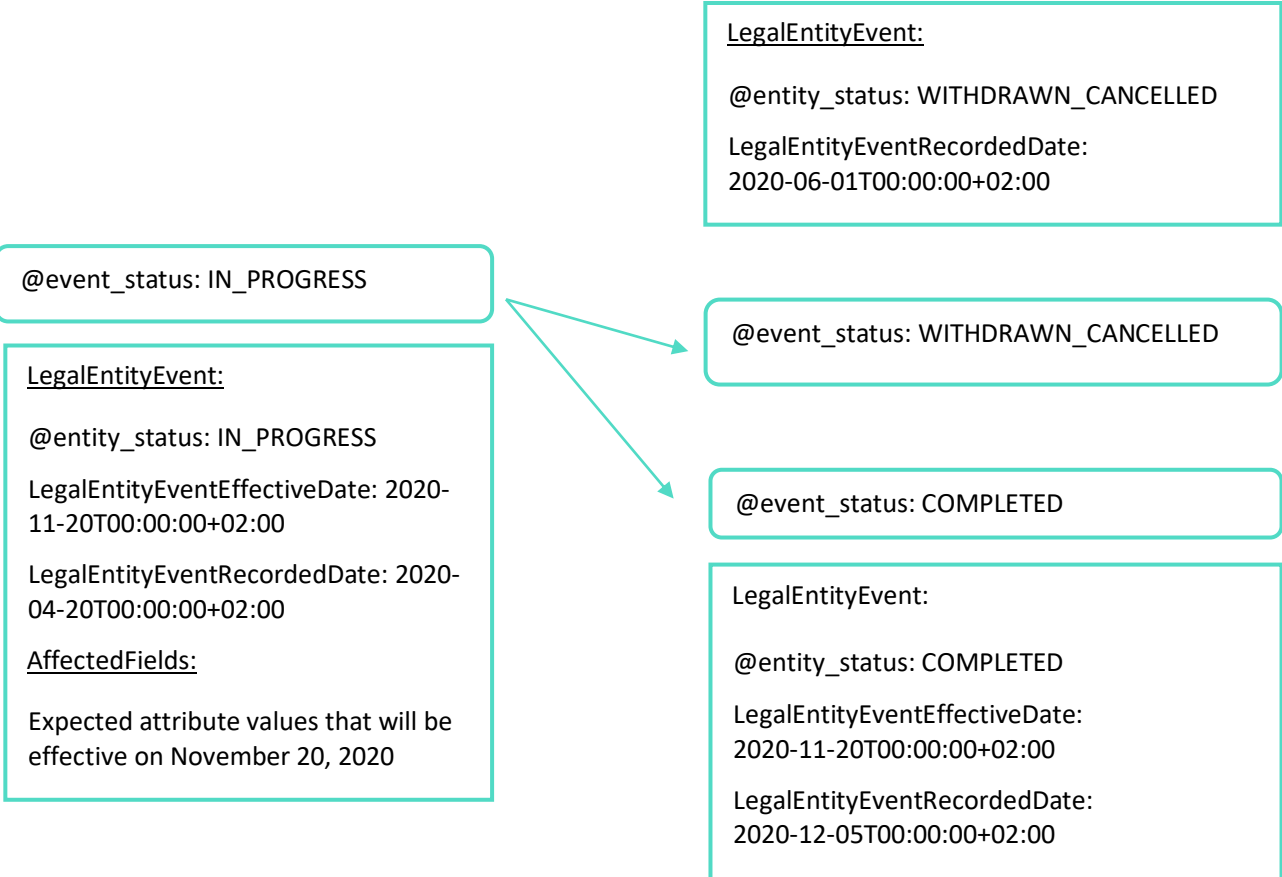 LegalEntityEvent:
@entity_status: WITHDRAWN_CANCELLED
LegalEntityEventRecordedDate:
2020-06-01T00:00:00+02:00
@event_status: IN_PROGRESS
@event_status: WITHDRAWN_CANCELLED
LegalEntityEvent:
@entity_status: IN_PROGRESS
LegalEntityEventEffectiveDate: 2020-
11-20T00:00:00+02:00
LegalEntityEventRecordedDate: 2020-
04-20T00:00:00+02:00
AffectedFields:
Expected attribute values that will be
effective on November 20, 2020
@event_status: COMPLETED
LegalEntityEvent:
@entity_status: COMPLETED
LegalEntityEventEffectiveDate:
2020-11-20T00:00:00+02:00
LegalEntityEventRecordedDate:
2020-12-05T00:00:00+02:00